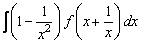 ∫(1 − 1/x²) f(x + 1/x) dx